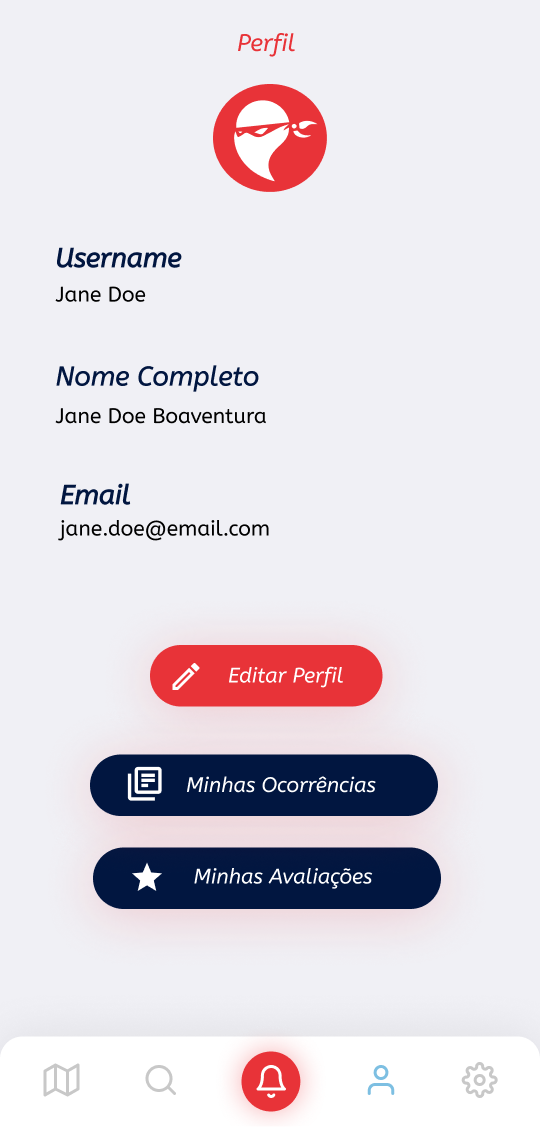 Perfil
Username
Jane Doe
Nome Completo
Jane Doe Boaventura
Email
jane.doe@email.com
Editar Perfil
Minhas Ocorrências
Minhas Avaliações